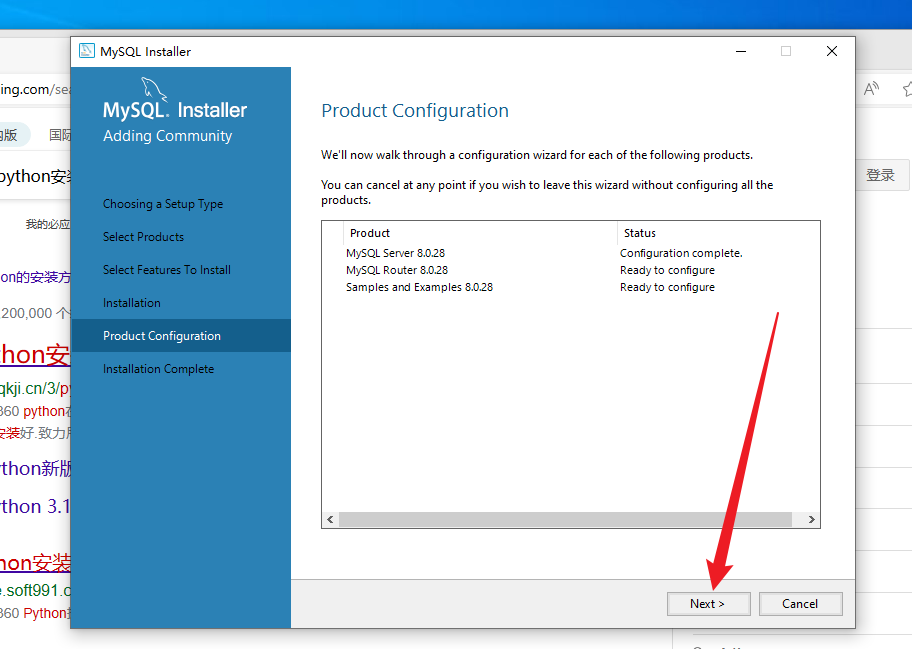 MySQL Installer
MySQL. Installer
Adding Community
Choosing a Setup Type
Select Products
Select Features To Install
Installation
Product Configuration
Installation Complete
Product Configuration
We'll now walk through a configuration wizard for each of the following products.
You can cancel at any point if you wish to leave this wizard without configuring all the
products.
Product Status
MySQL Server 8.0.28 Configuration complete.
MySQL Router 8.0.28 Ready to configure
Samples and Examples 8.0.28 Ready to configure
Next >
Cancel
ing.com/sea
内版 国际
python安装
我的必应
on的安装方
200,000 个
thon安
qkji.cn/3/py
360 python在
安装好.致力
ython新版
ython 3.1
hon安装
e.soft991.c
360 Python
登录